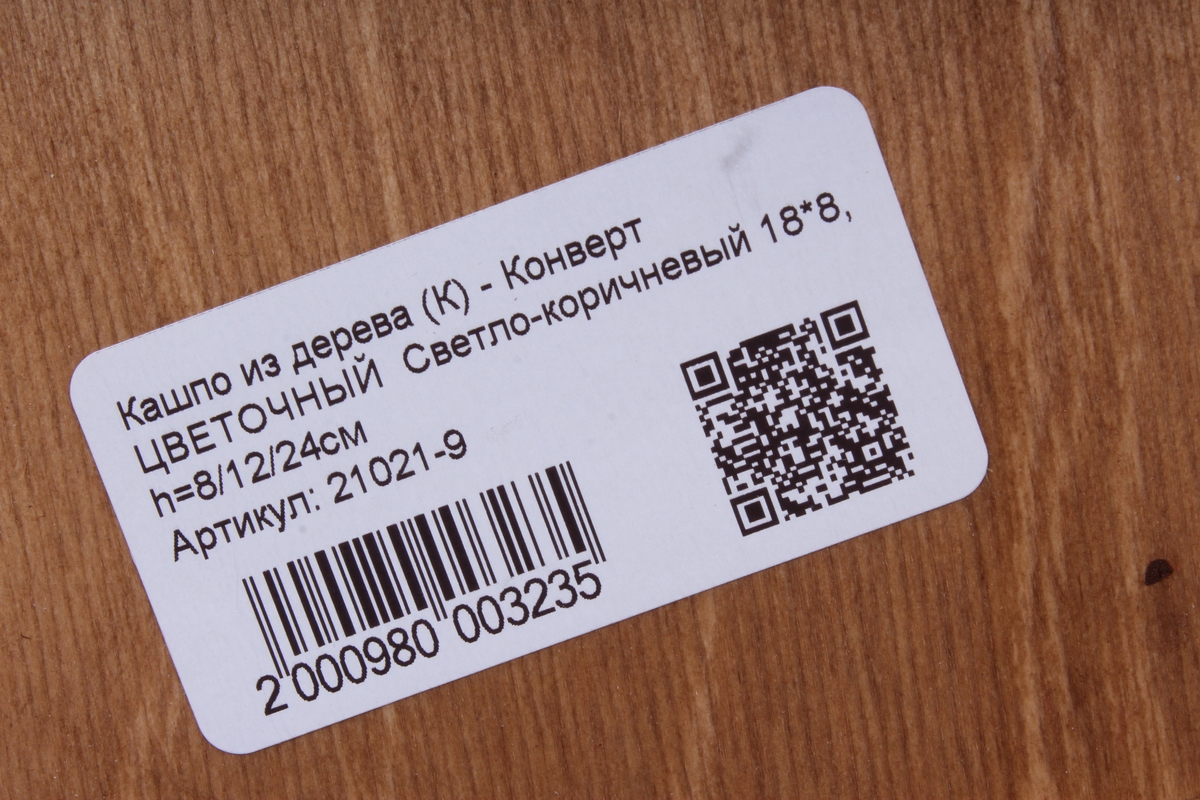 Кашпо из дерева (К) - Конверт
ЦВЕТОЧНЫЙ Светло-коричневый 18*8,
h=8/12/24см
Артикул: 21021-9
2 000980 003235